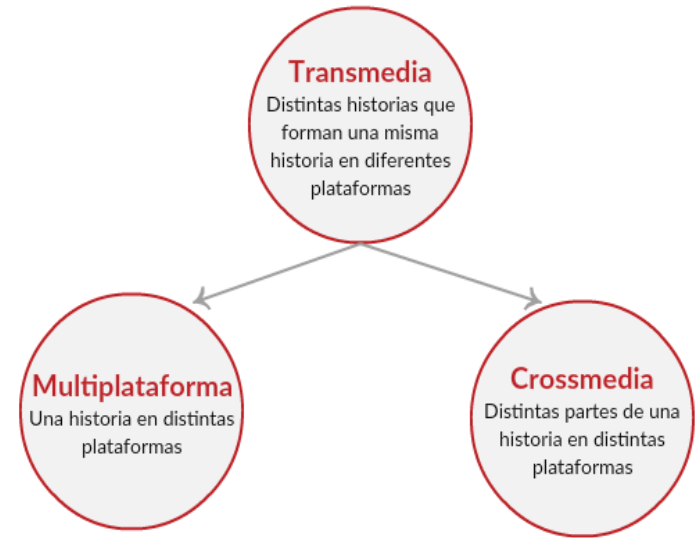 Transmedia
Distintas historias que
forman una misma
historia en diferentes
plataformas
Multiplataforma
Una historia en distintas
plataformas
Crossmedia
Distintas partes de una
historia en distintas
plataformas